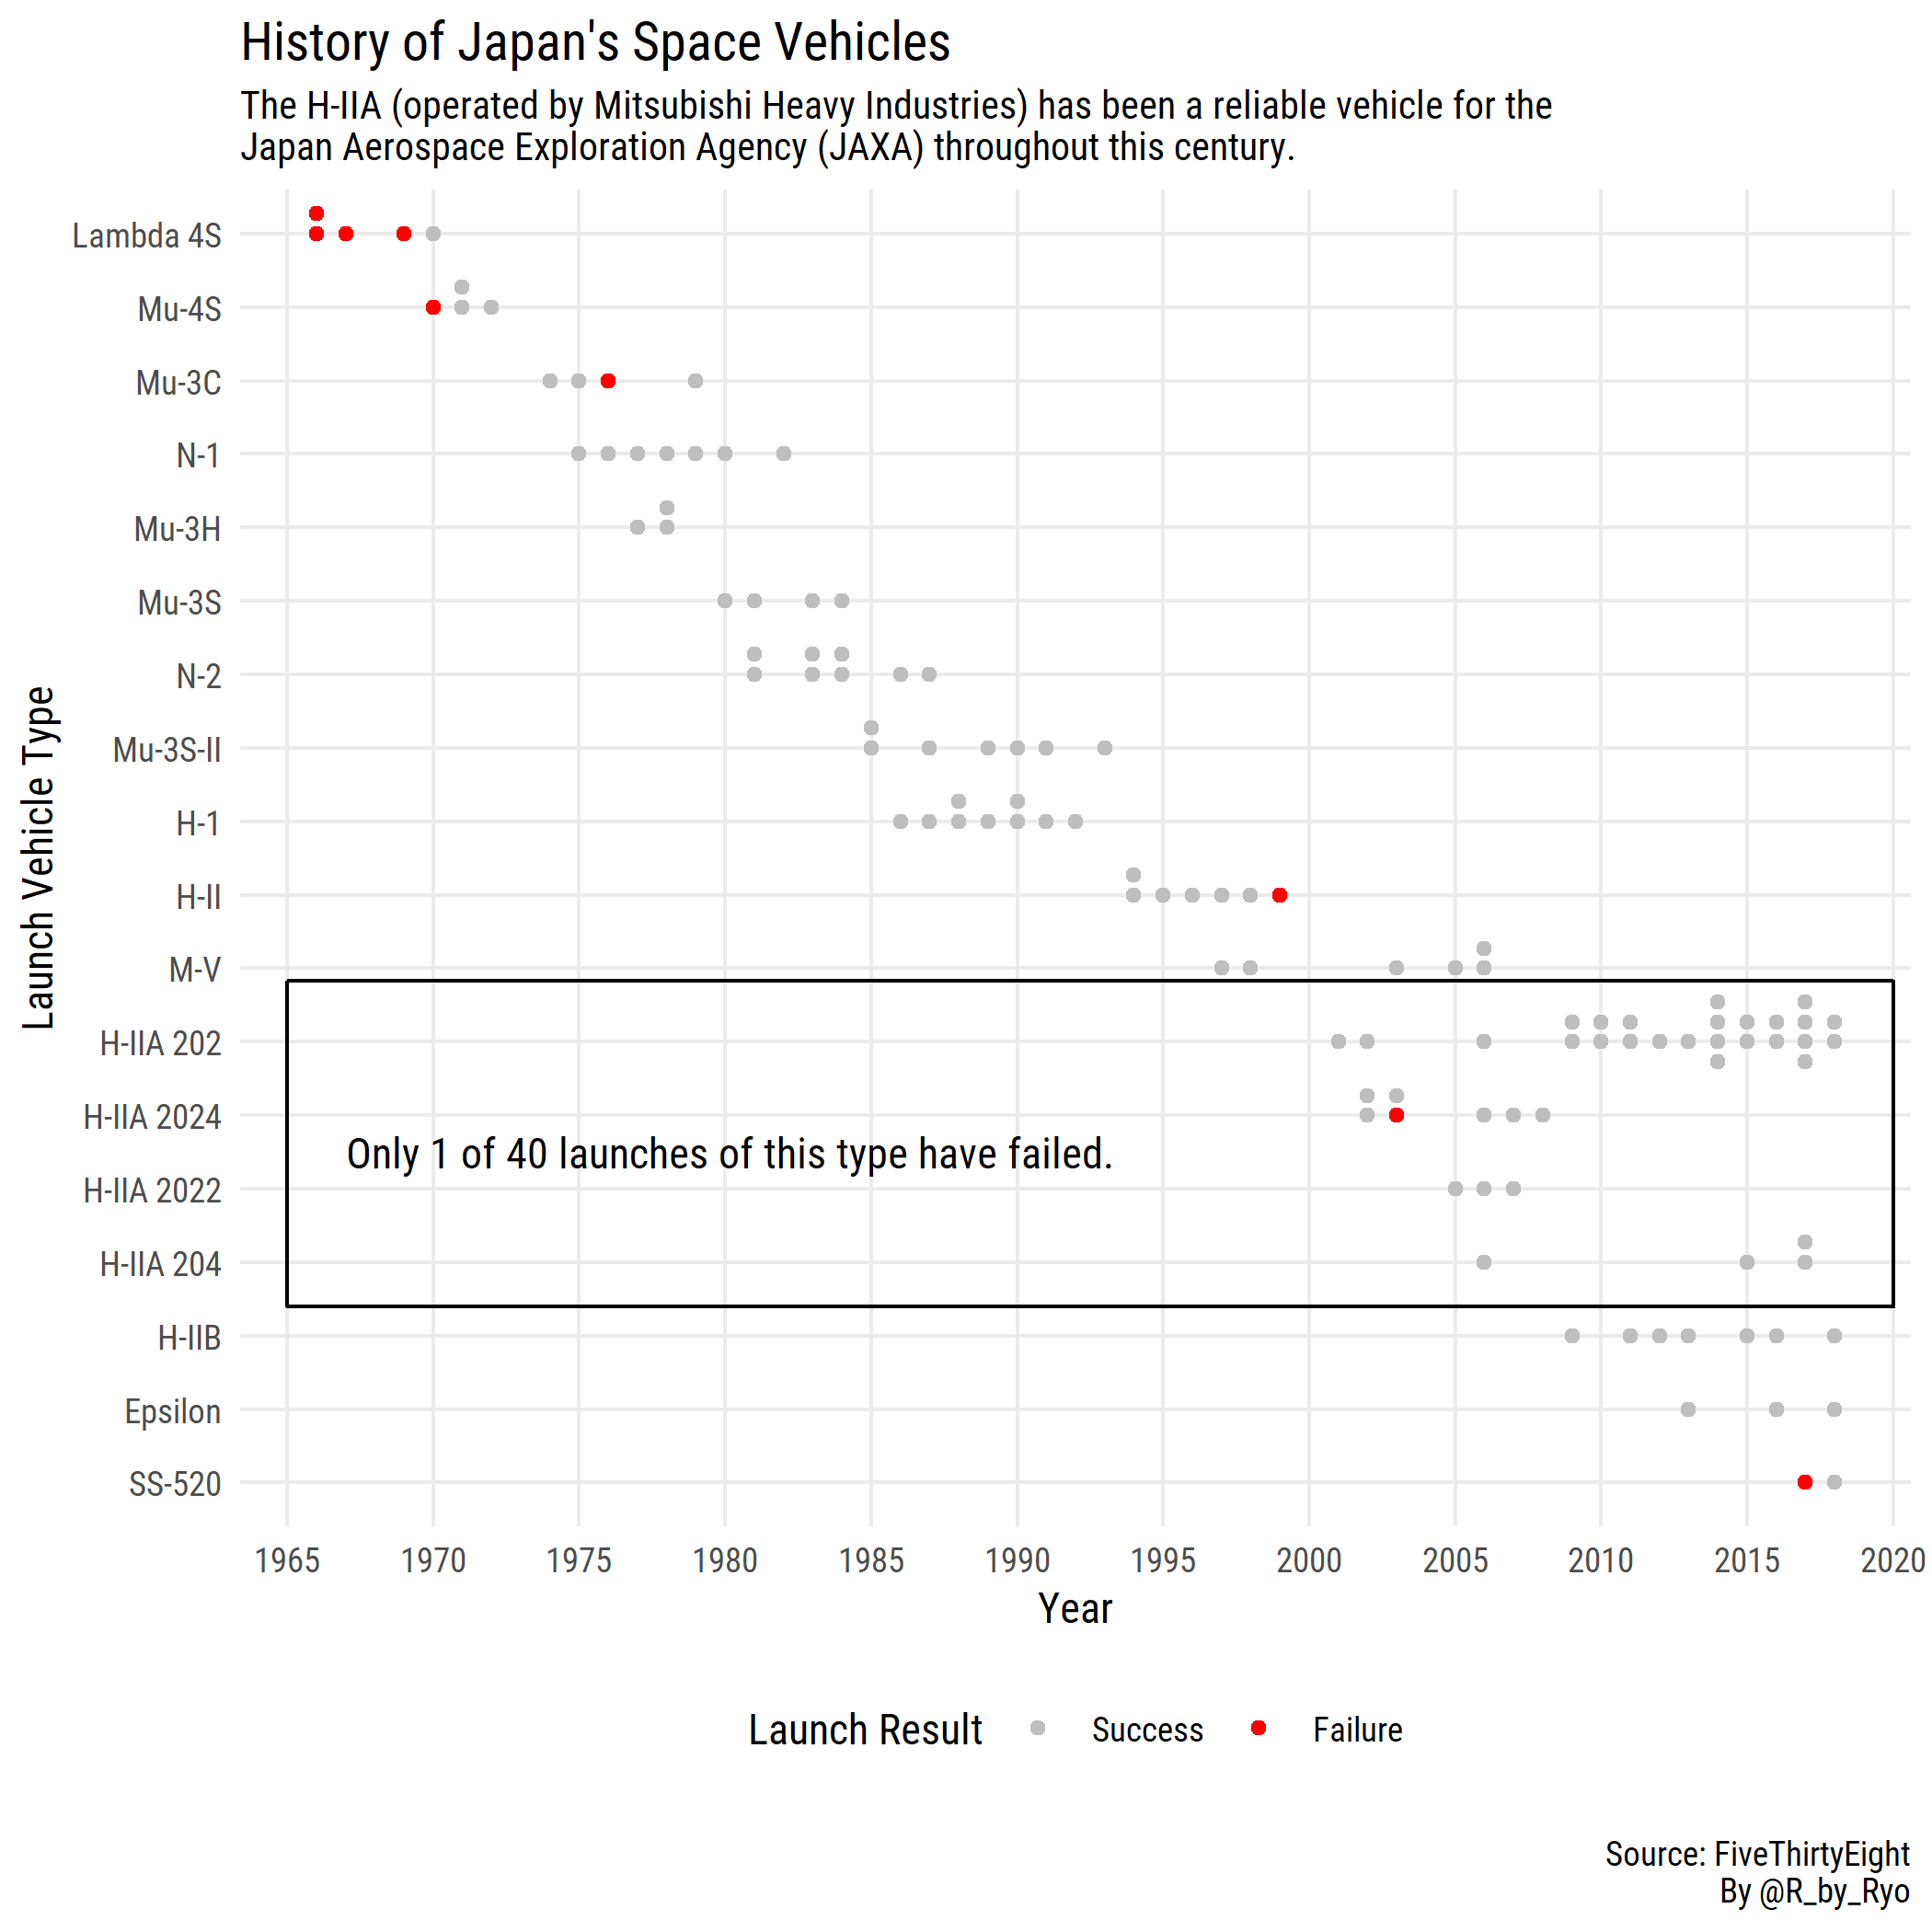 History of Japan's Space Vehicles
The H-IIA (operated by Mitsubishi Heavy Industries) has been a reliable vehicle for the
Japan Aerospace Exploration Agency (JAXA) throughout this century.
Launch Vehicle Type
Lambda 4S
Mu-4S
Mu-3C
N-1
Mu-3H
Mu-3S
N-2
Mu-3S-II
H-1
H-II
M-V
H-IIA 202
H-IIA 2024
Only 1 of 40 launches of this type have failed.
H-IIA 2022
H-IIA 204
H-IIB
Epsilon
SS-520
1965 1970 1975 1980 1985 1990 1995 2000 2005 2010 2015 2020
Year
Launch Result Success Failure
Source: FiveThirtyEight
By @R_by_Ryo